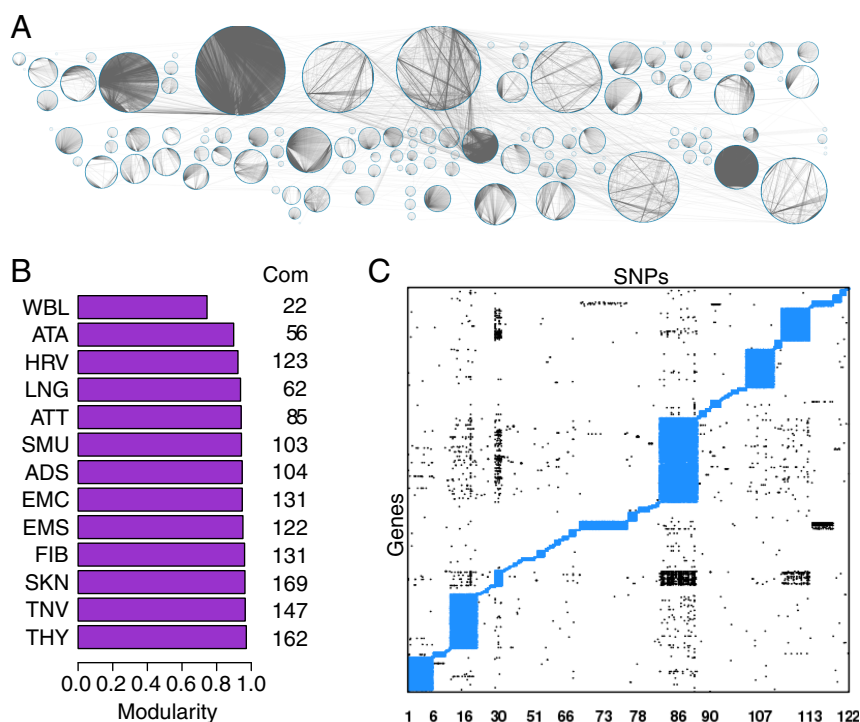 A
B
Com
WBL 22
ATA 56
HRV 123
LNG 62
ATT 85
SMU 103
ADS 104
EMC 131
EMS 122
FIB 131
SKN 169
TNV 147
THY 162
0.0 0.2 0.4 0.6 0.8 1.0
Modularity
C
SNPs
Genes
1 6 16 30 51 66 73 78 86 90 107 113 122